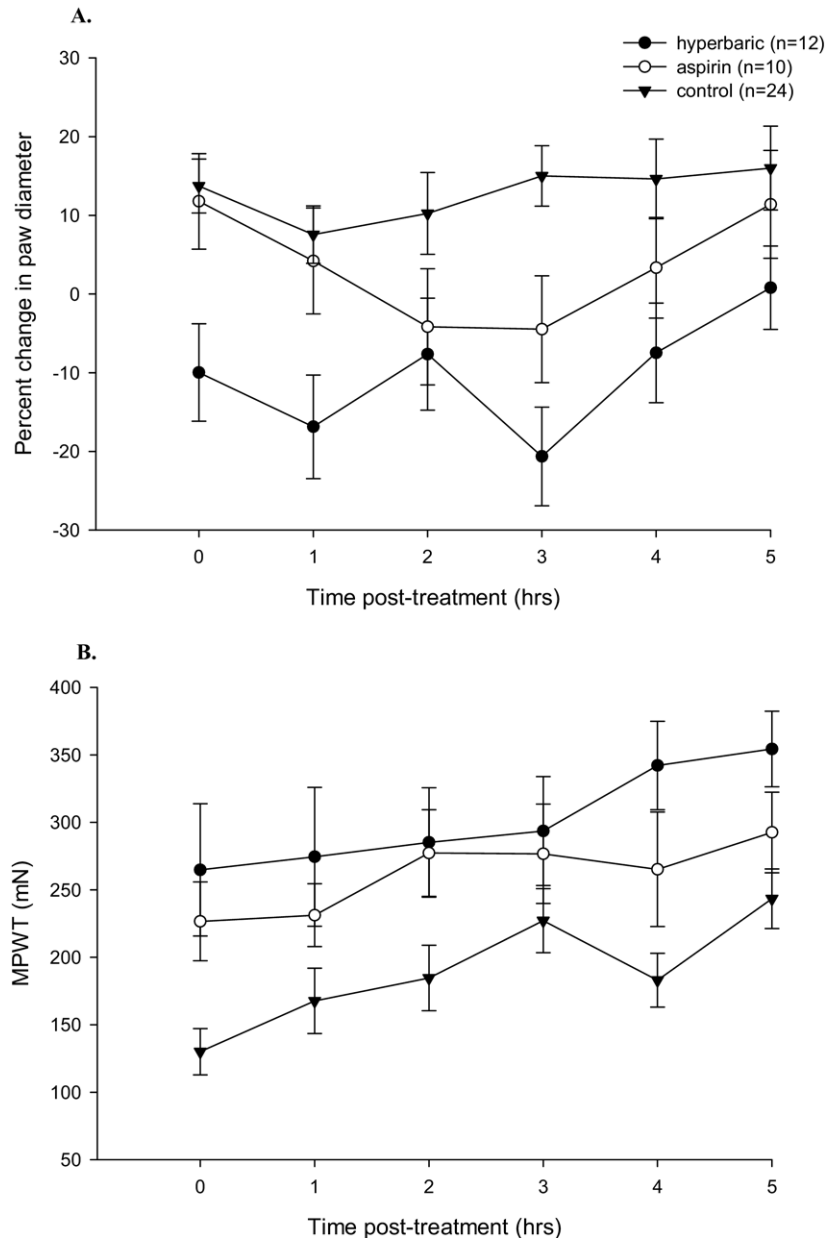 A.
hyperbaric (n=12)
aspirin (n=10)
control (n=24)
30
20
10
0
-10
-20
-30
Percent change in paw diameter
0 1 2 3 4 5
Time post-treatment (hrs)
B.
400
350
300
250
200
150
100
50
MPWT (mN)
0 1 2 3 4 5
Time post-treatment (hrs)